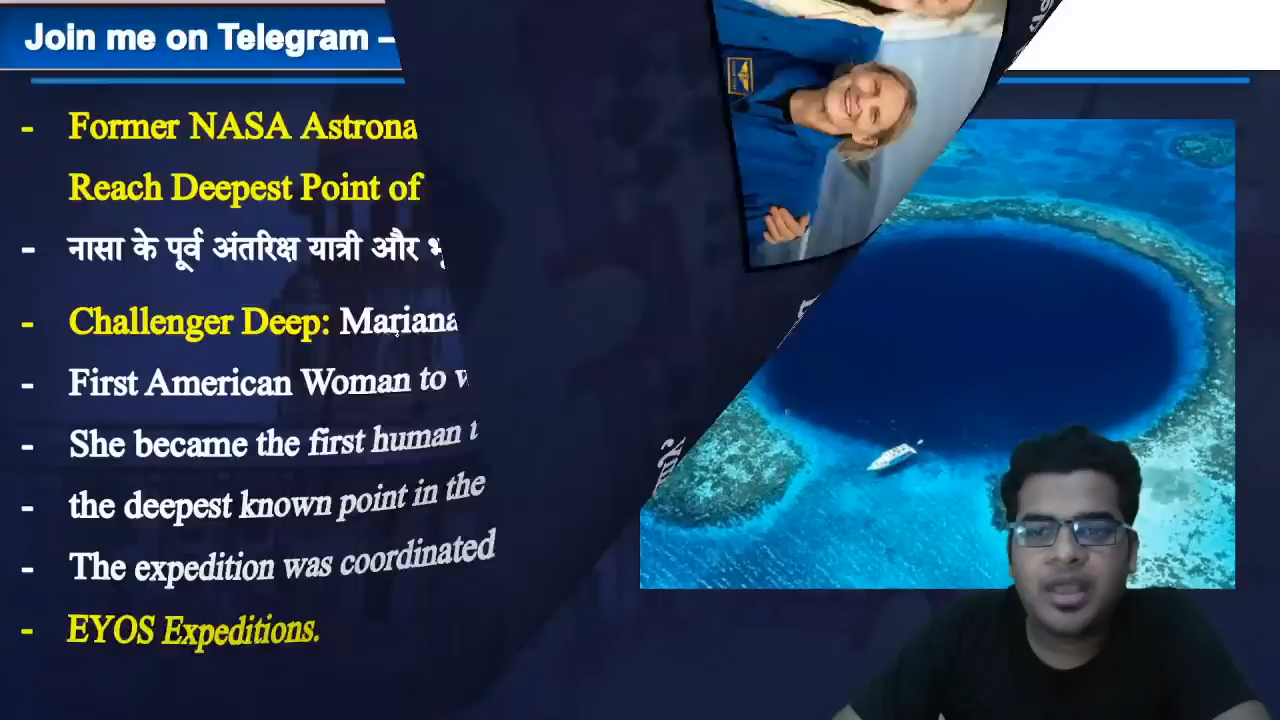 Join me on Telegram –
- Former NASA Astrona
Reach Deepest Point of
- नासा के पूर्व अंतरिक्ष यात्री और
- Challenger Deep: Mariana
- First American Woman to
- She became the first human
- the deepest known point in the
- The expedition was coordinated
- EYOS Expeditions.